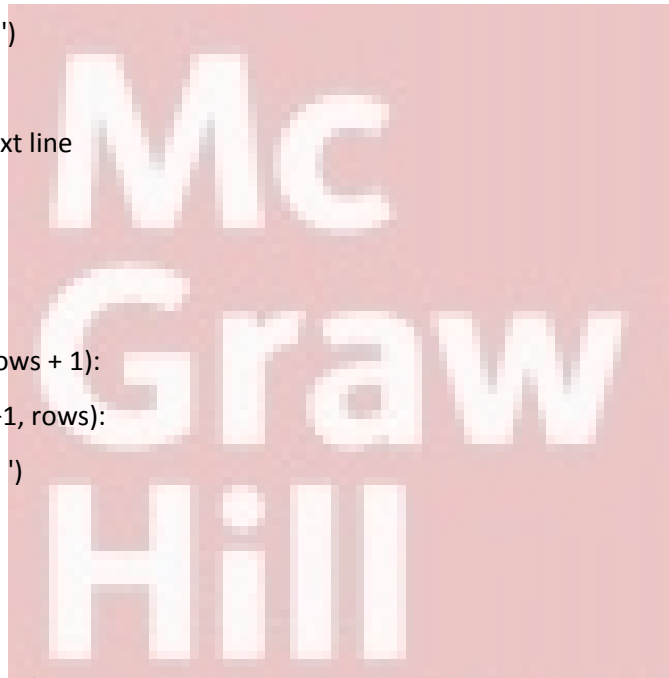 ')
xt line
Mc
Graw
ows + 1):
-1, rows):
')
Hill